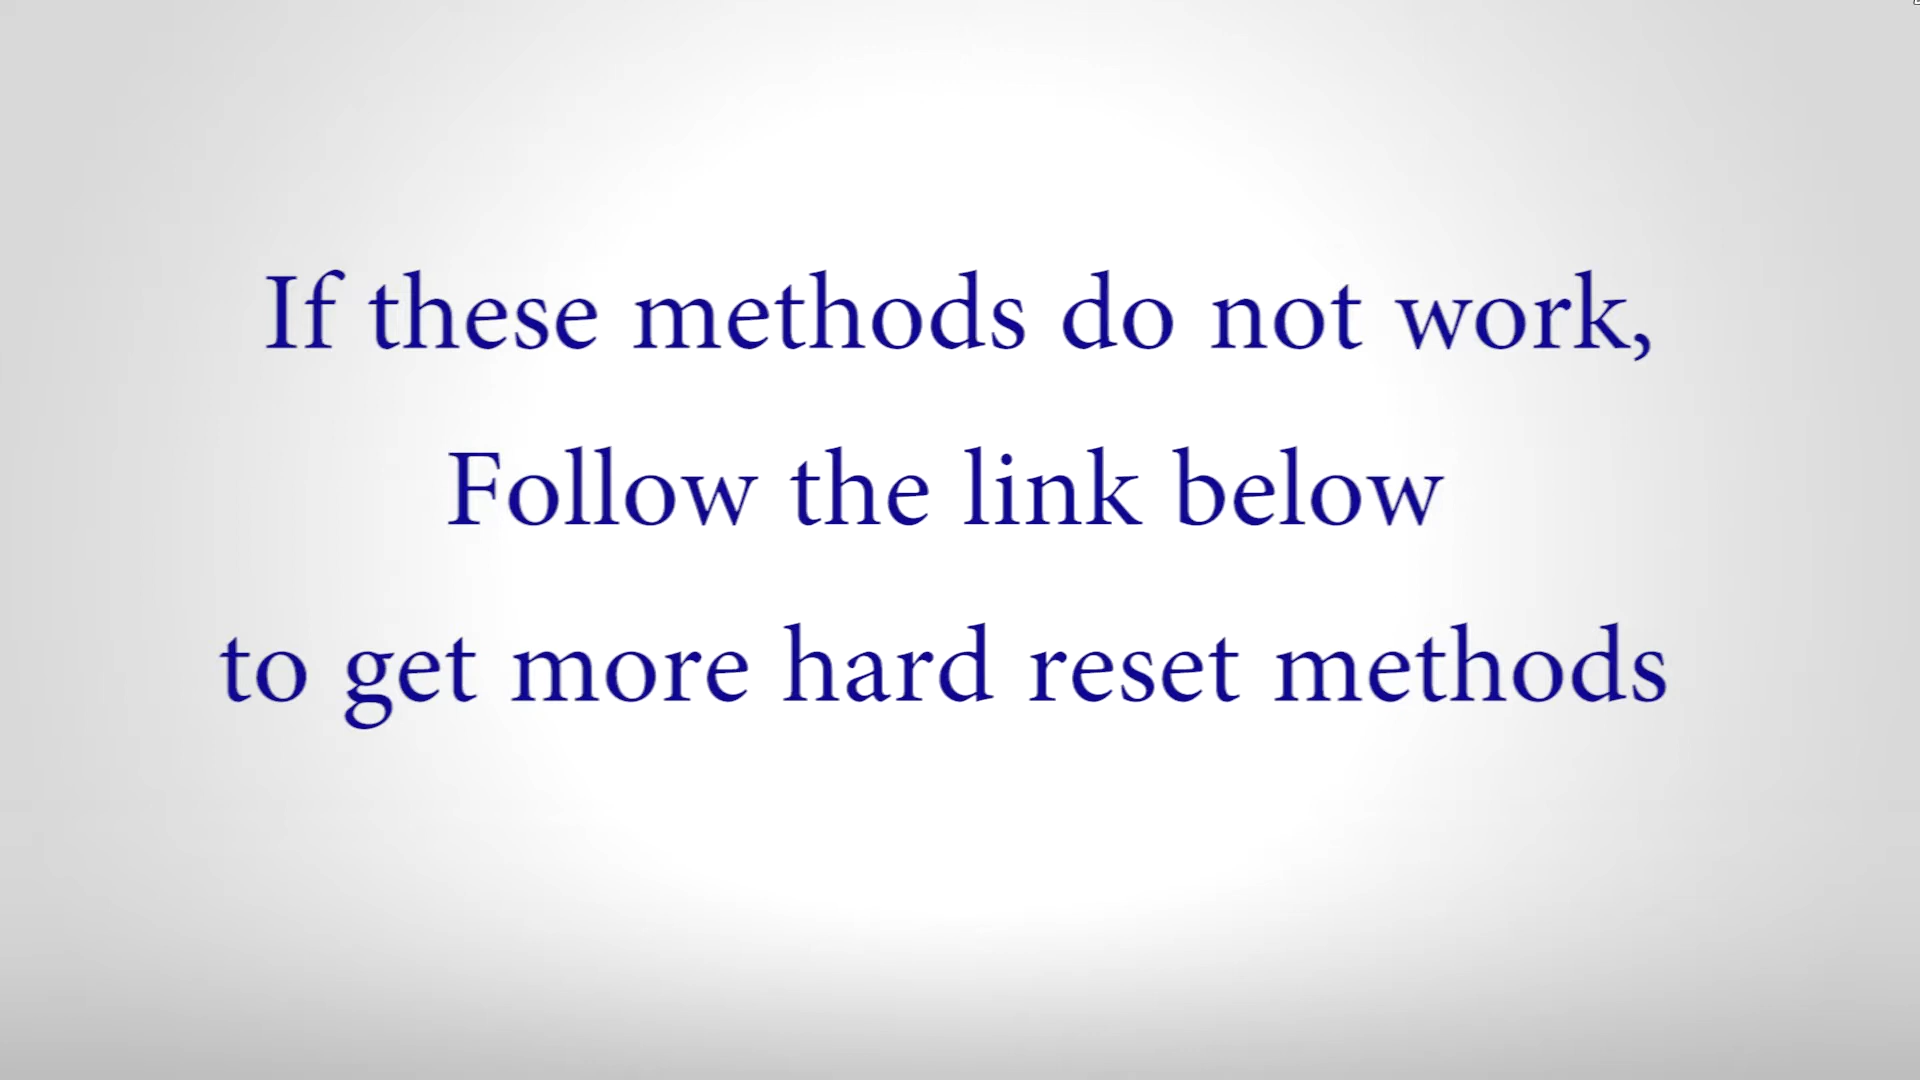 If these methods do not work,
Follow the link below
to get more hard reset methods